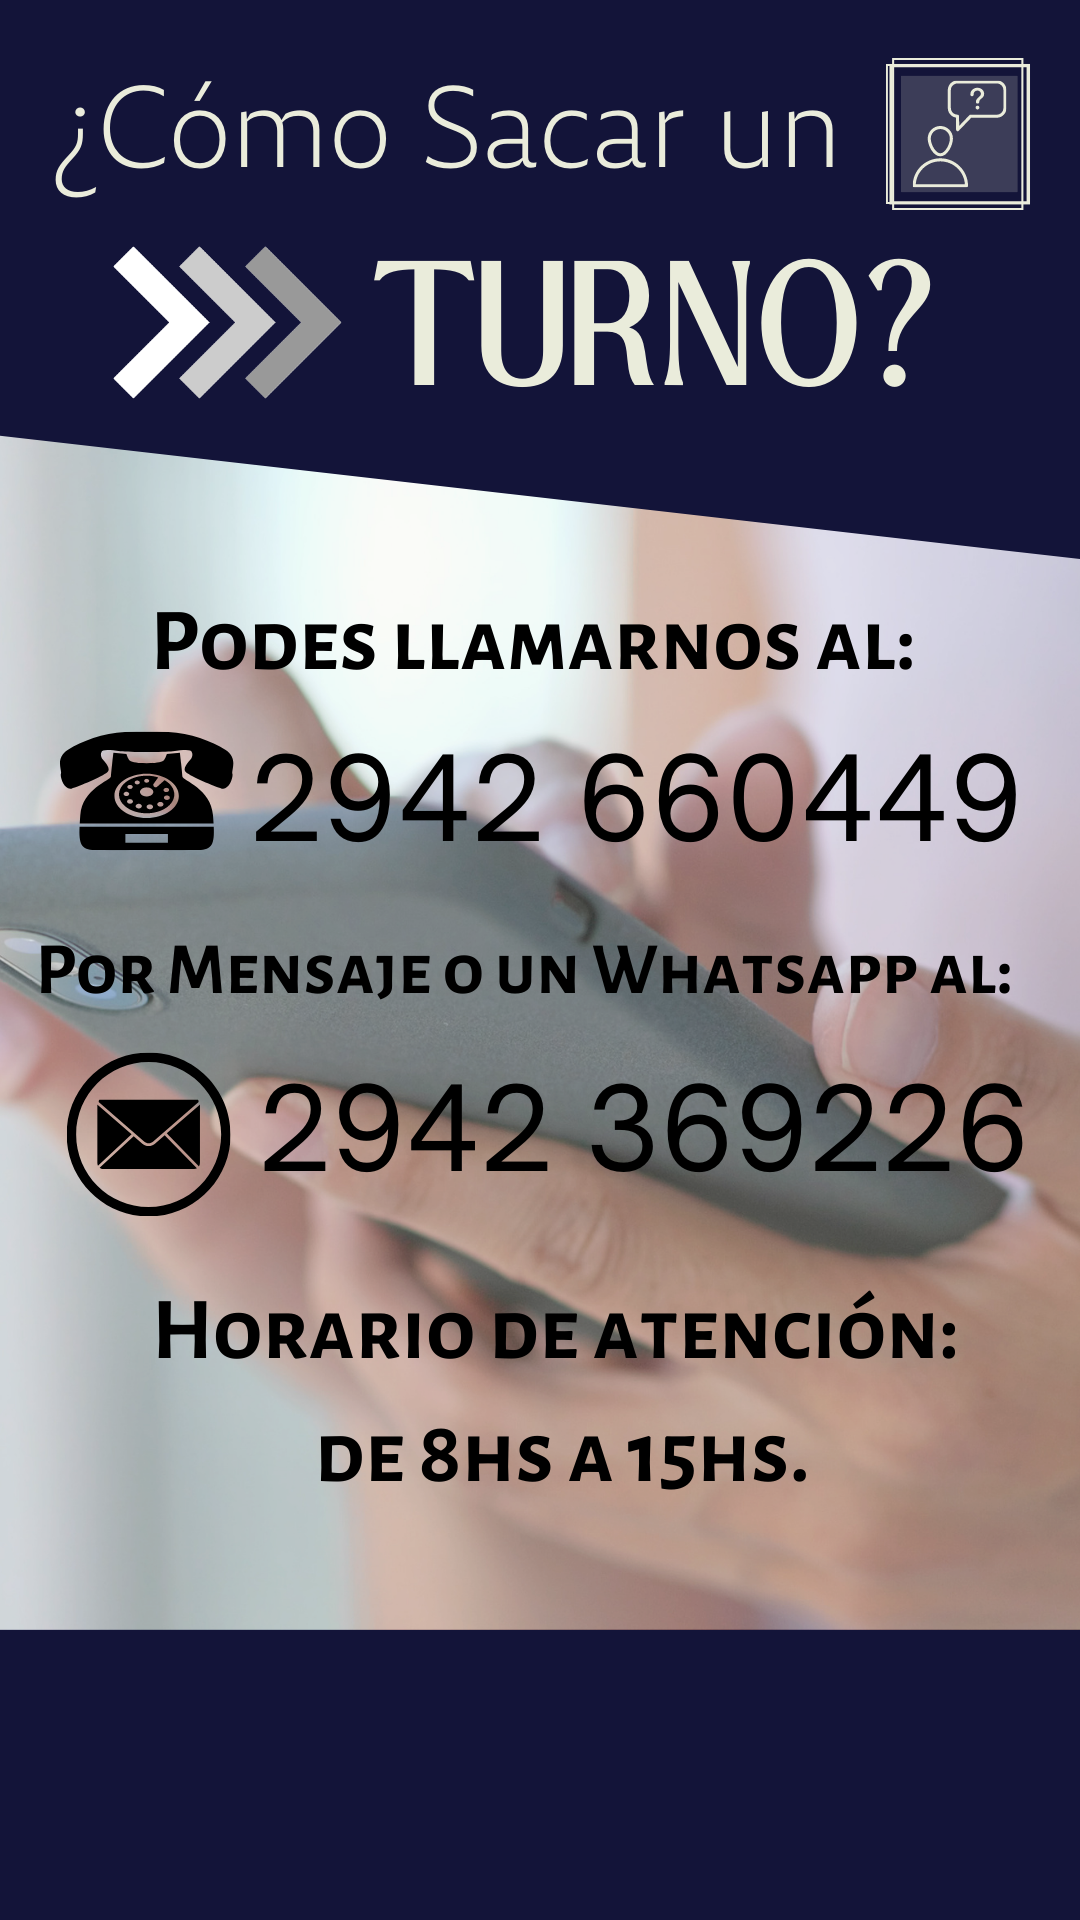 ¿Cómo Sacar un
?
TURNO?
Podes llamarnos al:
2942 660449
Por Mensaje o un Whatsapp al:
2942 369226
Horario de atención:
de 8hs a 15hs.